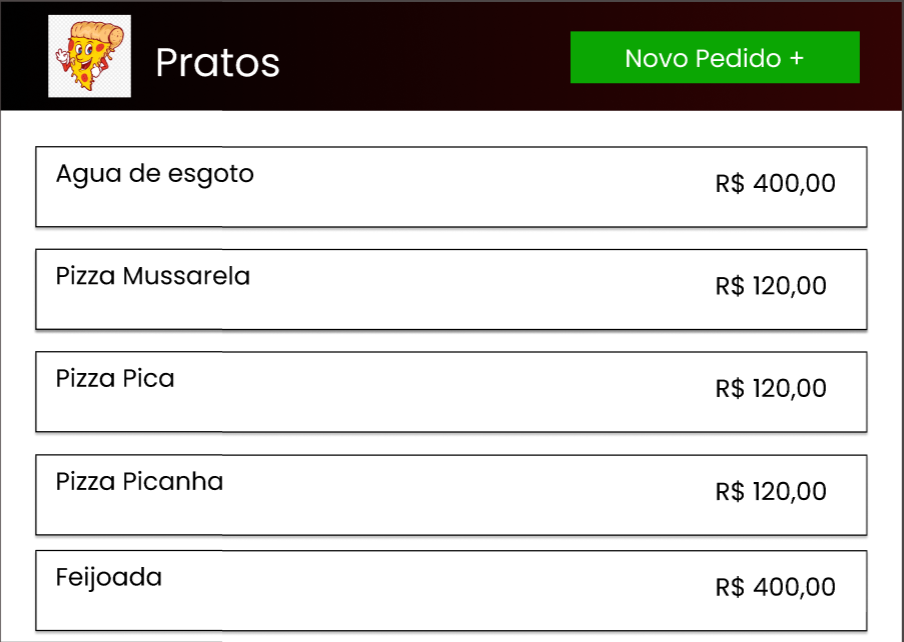 Pratos
Novo Pedido +
Agua de esgoto
R$ 400,00
Pizza Mussarela
R$ 120,00
Pizza Pica
R$ 120,00
Pizza Picanha
R$ 120,00
Feijoada
R$ 400,00